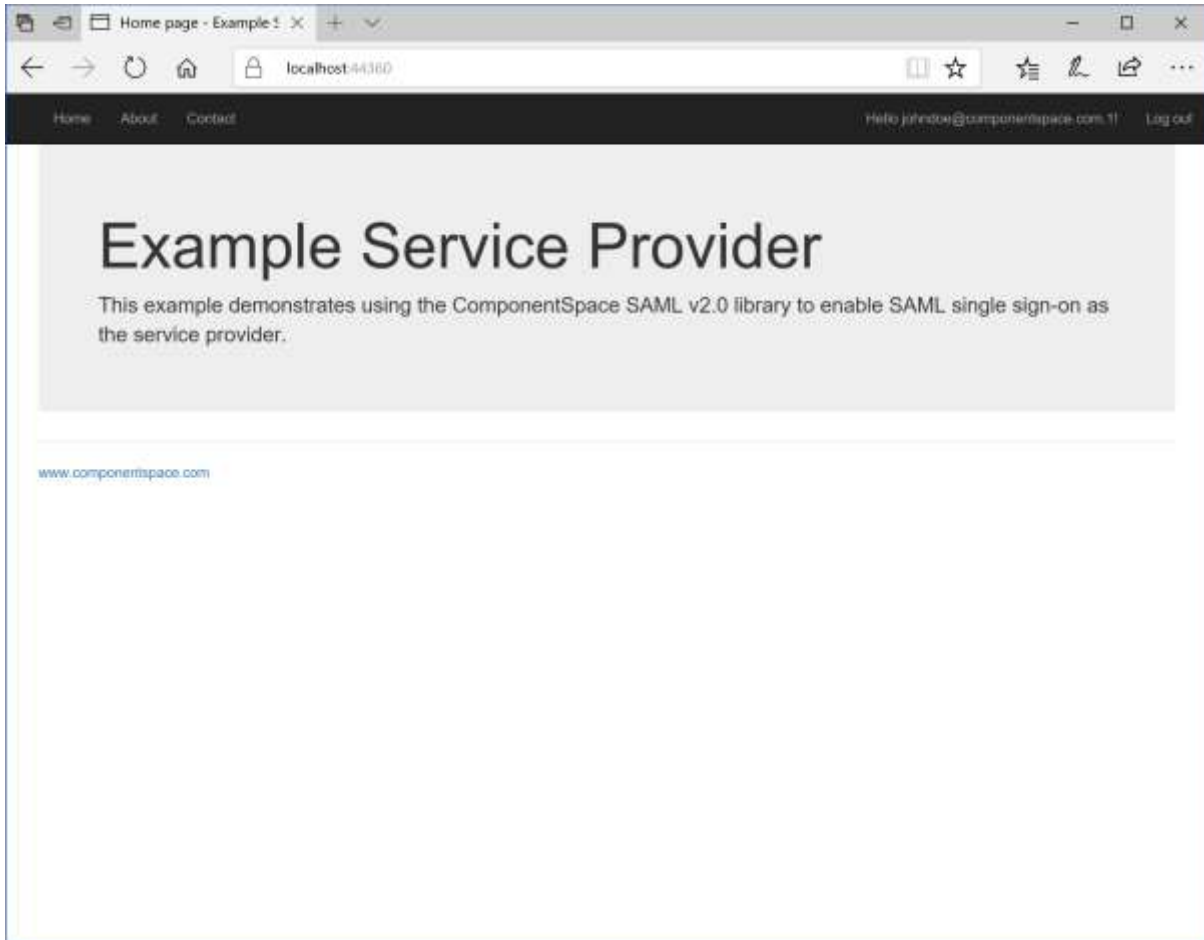 Home page - Example S
localhost:44360
Home About Contact Hello johndoe@componentspace.com.1! Log out
Example Service Provider
This example demonstrates using the ComponentSpace SAML v2.0 library to enable SAML single sign-on as
the service provider.
www.componentspace.com